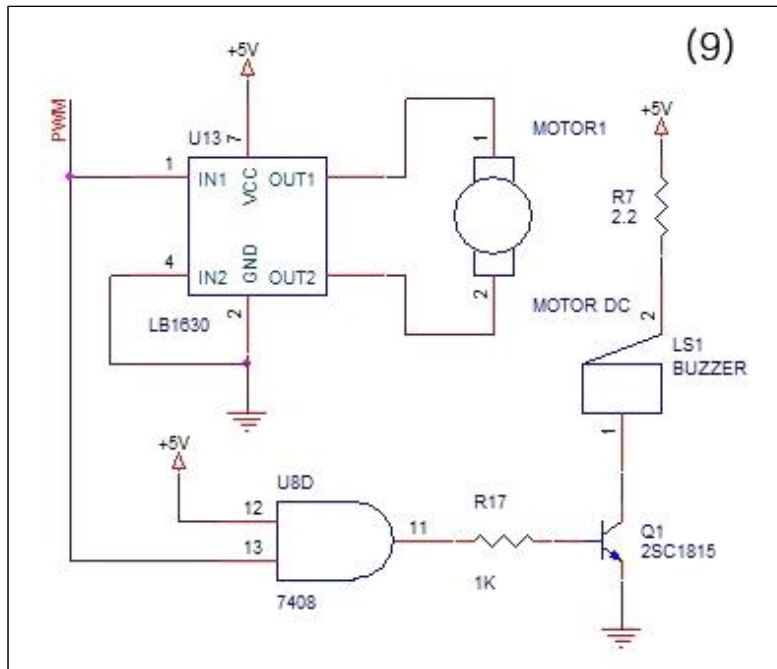 (9)
+5V
+5V
PWM
U13
7
1
MOTOR1
1
IN1
VCC
OUT1
R7
2.2
4
IN2
GND
OUT2
2
2
MOTOR DC
2
LB1630
LS1
BUZZER
1
+5V
U8D
12
R17
11
13
Q1
2SC1815
7408
1K